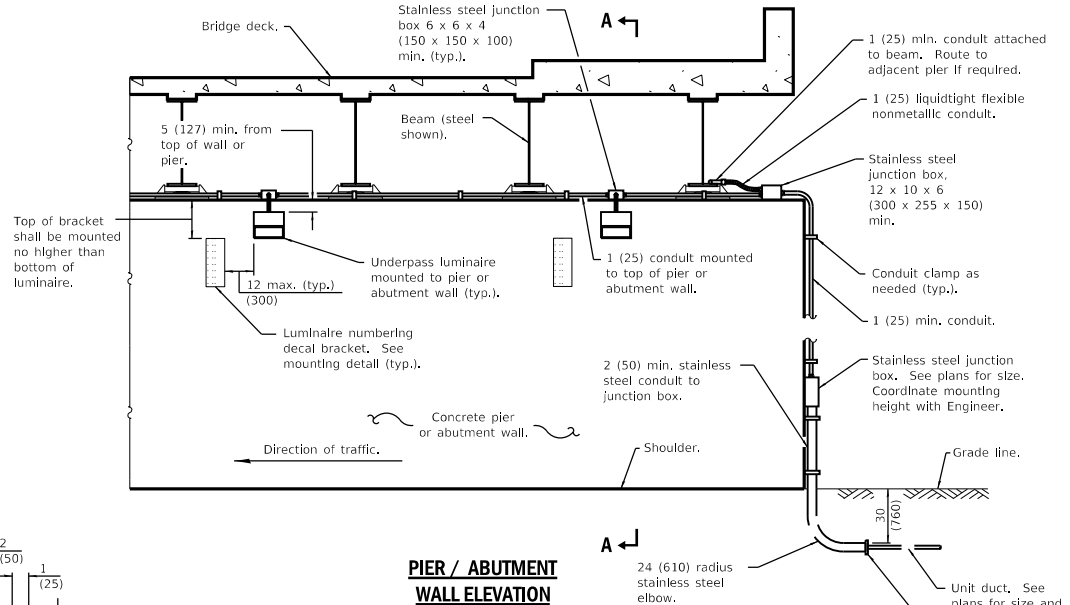 Bridge deck.
Stainless steel junction
box 6 x 6 x 4
(150 x 150 x 100)
min. (typ.).
A
1 (25) min. conduit attached
to beam. Route to
adjacent pier if required.
1 (25) liquidtight flexible
nonmetallic conduit.
5 (127) min. from
top of wall or
pier.
Beam (steel
shown).
Stainless steel
junction box,
12 x 10 x 6
(300 x 255 x 150)
min.
Top of bracket
shall be mounted
no higher than
bottom of
luminaire.
12 max. (typ.)
(300)
Underpass luminaire
mounted to pier or
abutment wall (typ.).
1 (25) conduit mounted
to top of pier or
abutment wall.
Conduit clamp as
needed (typ.).
1 (25) min. conduit.
Luminaire numbering
decal bracket. See
mounting detail (typ.).
2 (50) min. stainless
steel conduit to
junction box.
Stainless steel junction
box. See plans for size.
Coordinate mounting
height with Engineer.
Concrete pier
or abutment wall.
Direction of traffic.
Shoulder.
Grade line.
30
(760)
2
(50)
1
(25)
A
PIER / ABUTMENT
WALL ELEVATION
24 (610) radius
stainless steel
elbow.
Unit duct. See
plans for size and